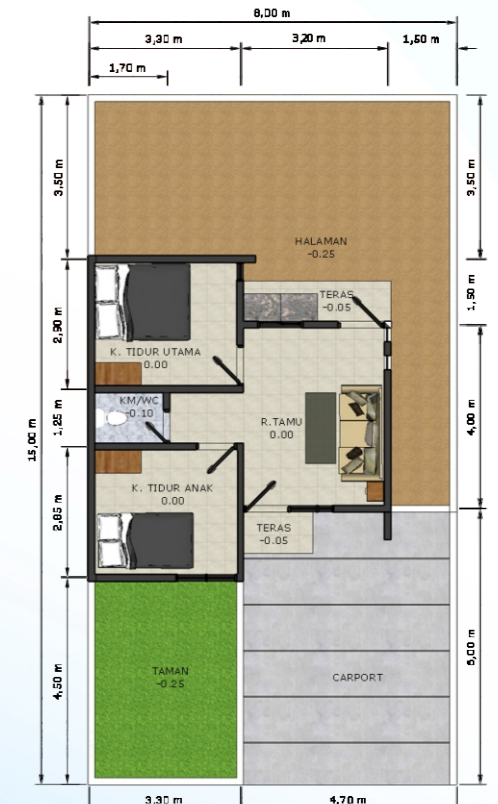 8,00 m
3,30 m
3,20 m
1,50 m
1,70 m
3,50 m
3,50 m
HALAMAN
-0.25
1,50 m
TERAS
-0.05
2,90 m
K. TIDUR UTAMA
0.00
KM/WC
-0.10
4,00 m
1,25 m
R.TAMU
0.00
15,00 m
K. TIDUR ANAK
0.00
2,85 m
TERAS
-0.05
6,00 m
4,50 m
TAMAN
-0.25
CARPORT
3,30 m
4,70 m